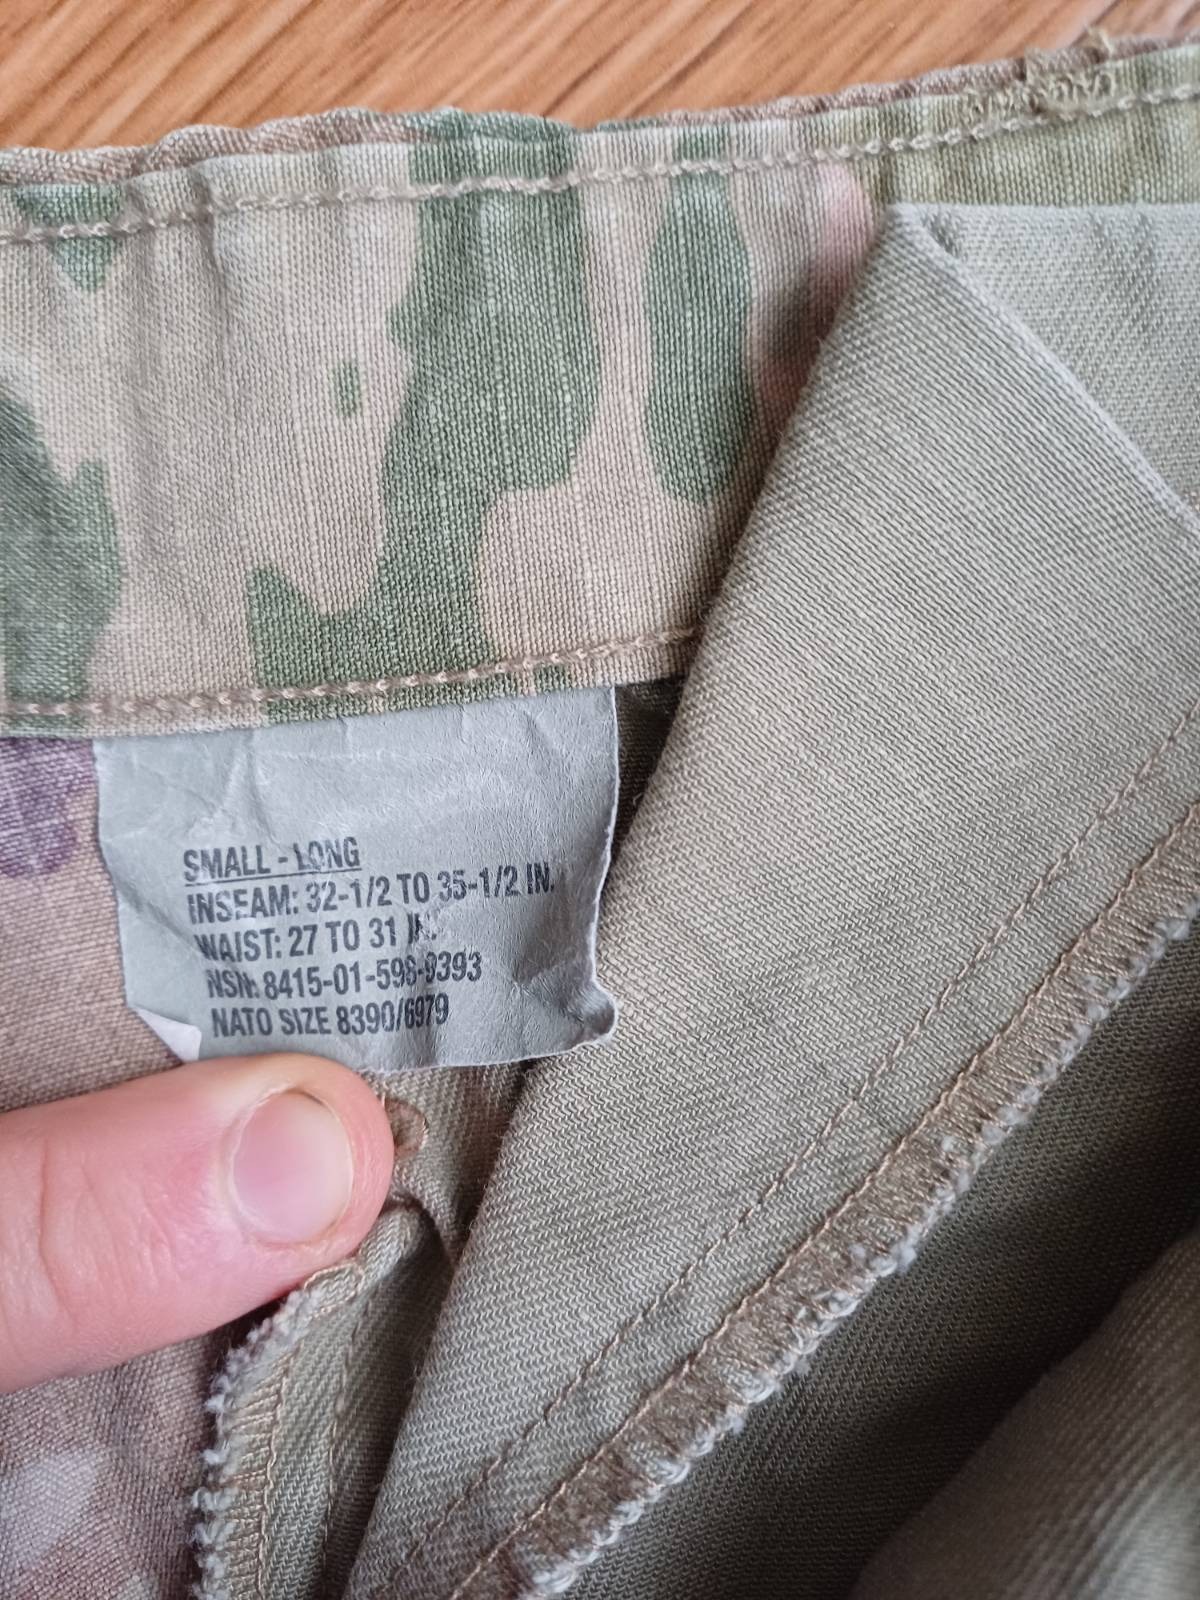 SMALL - LONG
INSEAM: 32-1/2 TO 35-1/2 IN.
WAIST: 27 TO 31 IN.
NSN: 8415-01-598-9393
NATO SIZE 8390/6979